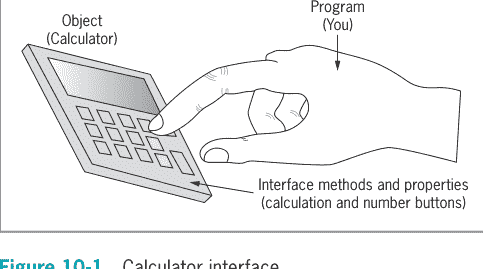 Object
(Calculator)
Program
(You)
Interface methods and properties
(calculation and number buttons)
Figure 10-1 Calculator interface